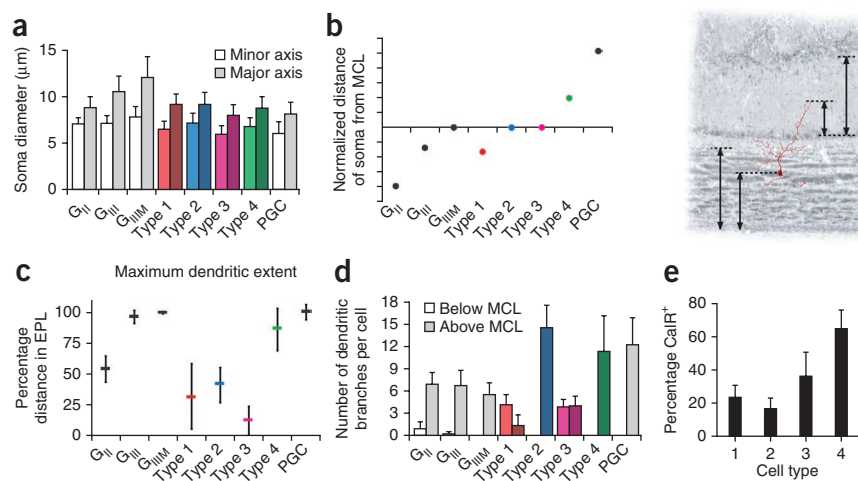 a
Soma diameter (μm)
15
10
5
0
Minor axis
Major axis
GII
GIII
GIIIM
Type 1
Type 2
Type 3
Type 4
PGC
b
Normalized distance
of soma from MCL
GII
GIII
GIIIM
Type 1
Type 2
Type 3
Type 4
PGC
c
Maximum dendritic extent
Percentage
distance in EPL
100
75
50
25
0
GII
GIII
GIIIM
Type 1
Type 2
Type 3
Type 4
PGC
d
Number of dendritic
branches per cell
18
15
12
9
6
3
0
Below MCL
Above MCL
GII
GIII
GIIIM
Type 1
Type 2
Type 3
Type 4
PGC
e
Percentage CalR+
80
60
40
20
0
1 2 3 4
Cell type